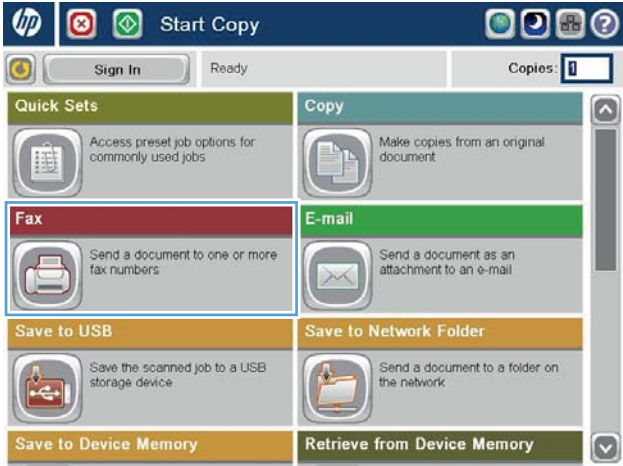 hp Start Copy
Sign In Ready Copies: 1
Quick Sets
Access preset job options for
commonly used jobs
Copy
Make copies from an original
document
Fax
Send a document to one or more
fax numbers
E-mail
Send a document as an
attachment to an e-mail
Save to USB
Save the scanned job to a USB
storage device
Save to Network Folder
Send a document to a folder on
the network
Save to Device Memory
Retrieve from Device Memory